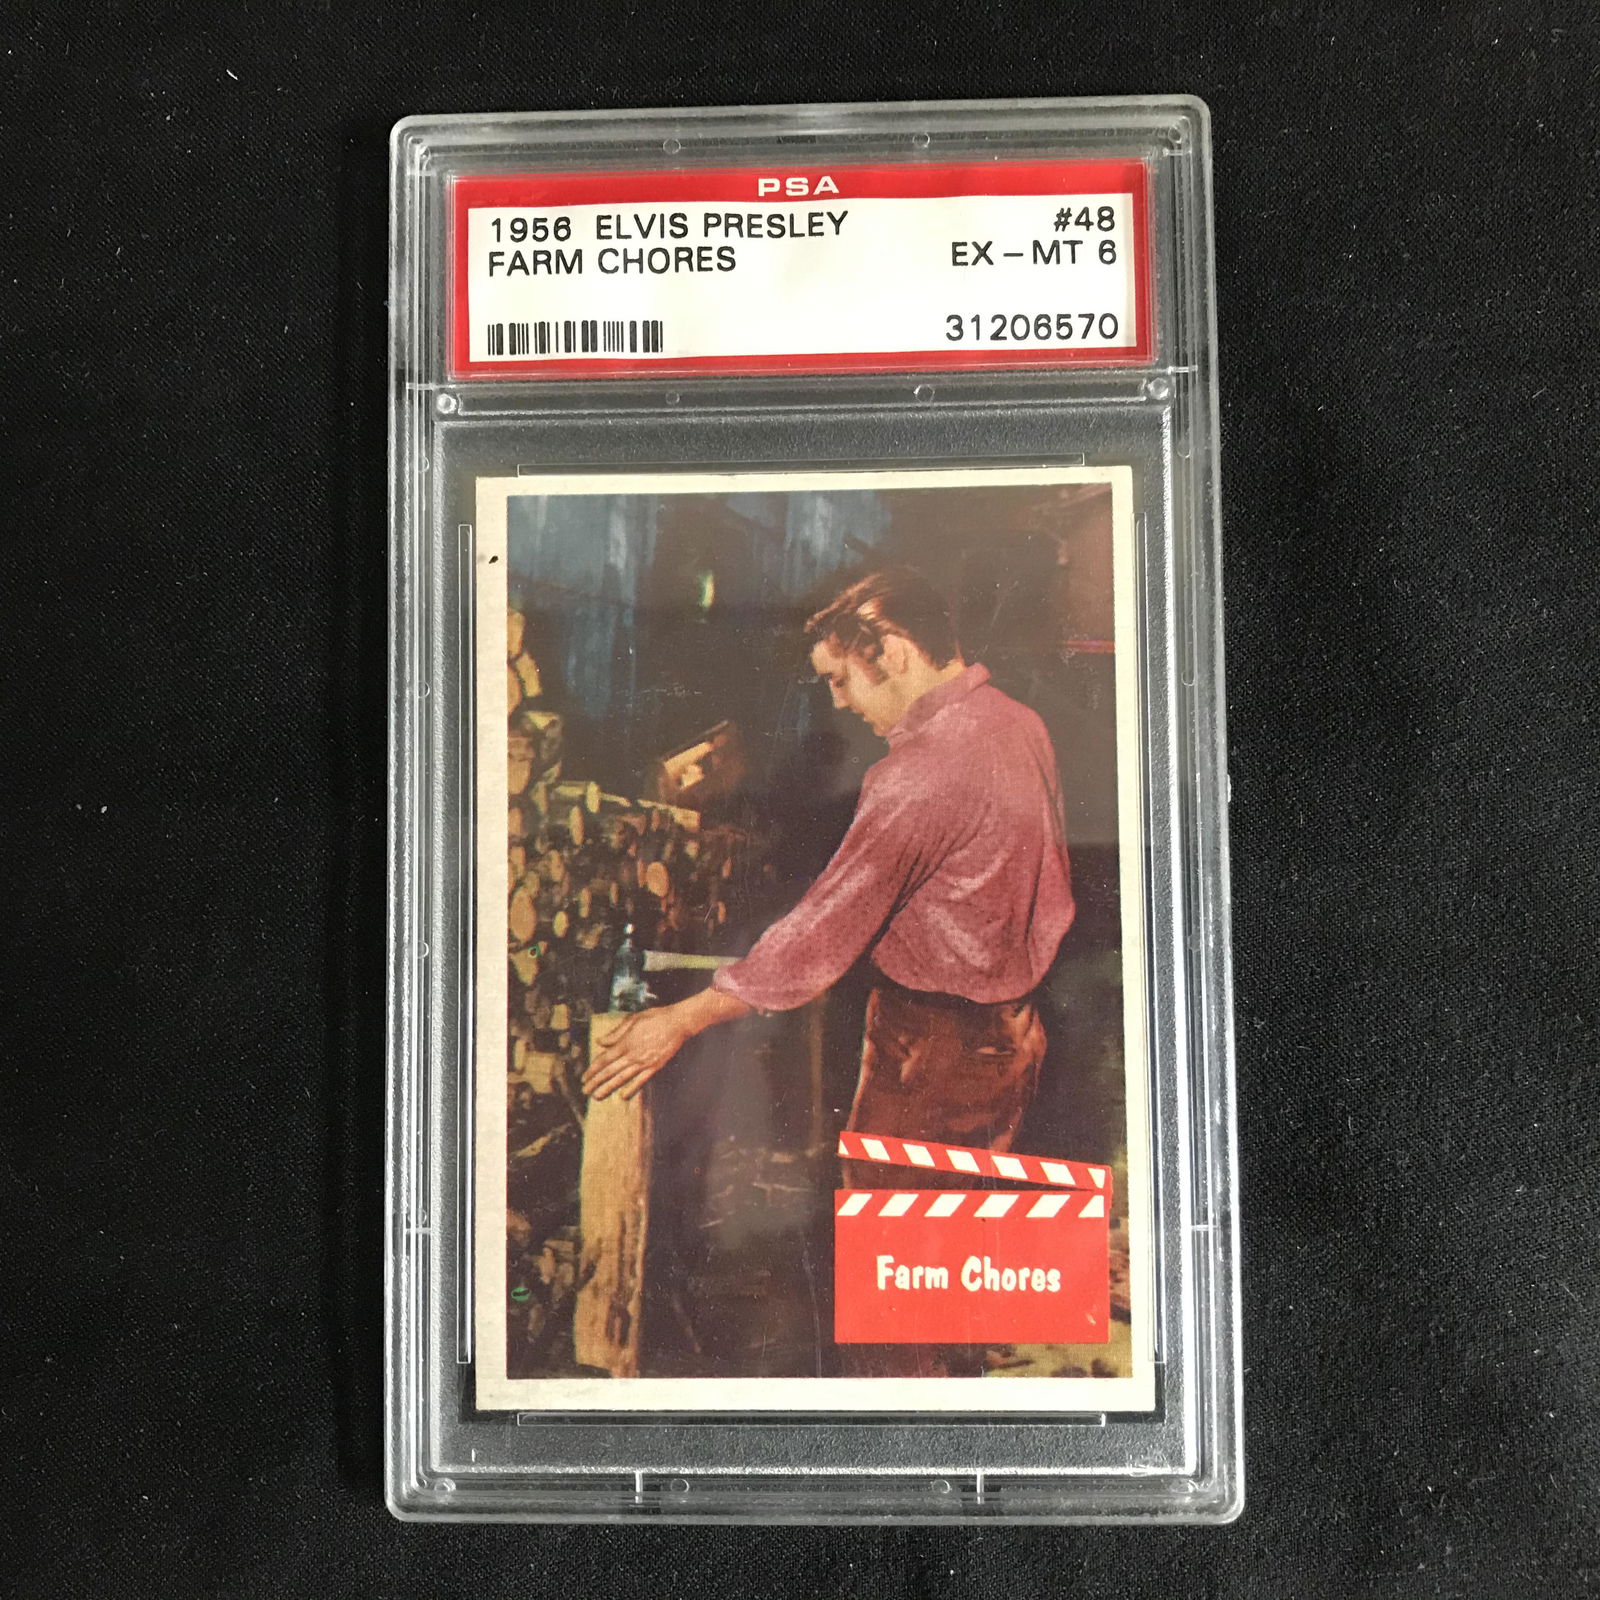 PSA
1956 ELVIS PRESLEY #48
FARM CHORES EX-MT 6
31206570
Farm Chores